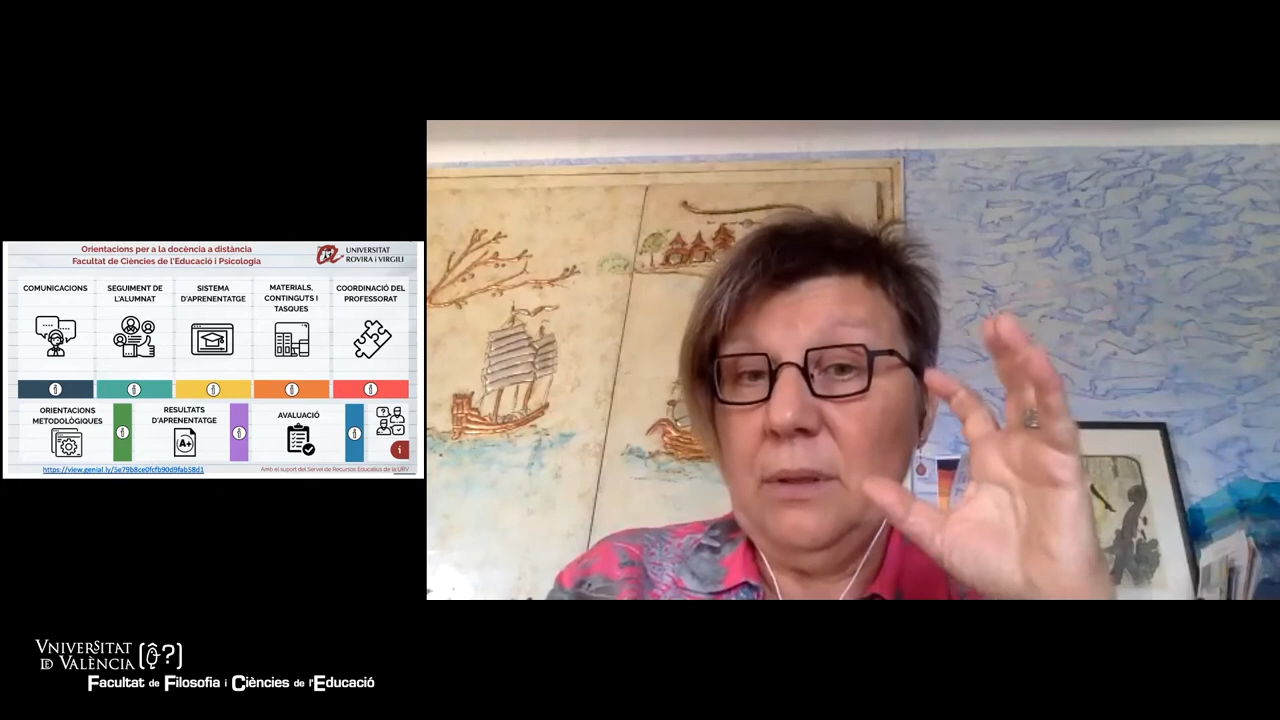 Orientacions per a la docència a distància
Facultat de Ciències de l'Educació i Psicologia
UNIVERSITAT
ROVIRA i VIRGILI
COMUNICACIONS
SEGUIMENT DE
L'ALUMNAT
SISTEMA
D'APRENENTATGE
MATERIALS,
CONTINGUTS I
TASQUES
COORDINACIÓ DEL
PROFESSORAT
ORIENTACIONS
METODOLÒGIQUES
RESULTATS
D'APRENENTATGE
A+
AVALUACIÓ
https://view.genial.ly/5e79b8ce0fcfb90d9fab58d1
Amb el suport del Servei de Recursos Educatius de la URV
VNIVERSITAT
DE VALÈNCIA
Facultat de Filosofia i Ciències de l'Educació